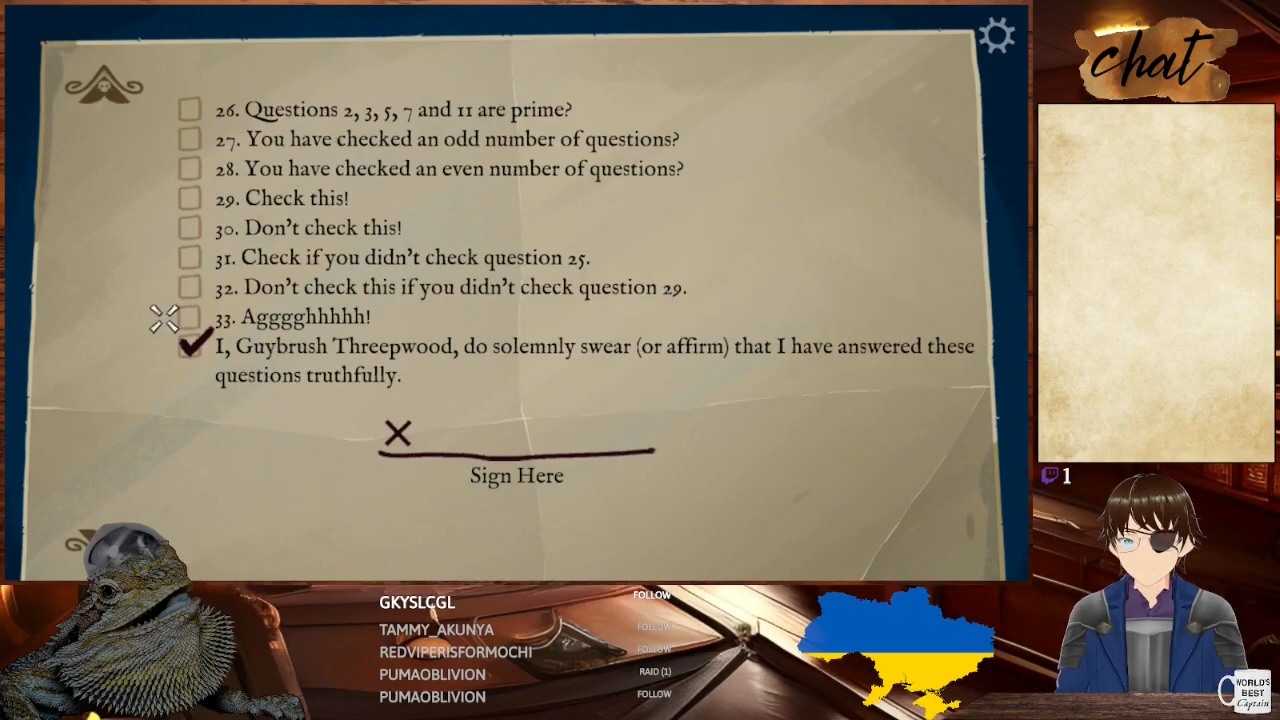 chat
26. Questions 2, 3, 5, 7 and 11 are prime?
27. You have checked an odd number of questions?
28. You have checked an even number of questions?
29. Check this!
30. Don't check this!
31. Check if you didn't check question 25.
32. Don't check this if you didn't check question 29.
33. Agggghhhhh!
I, Guybrush Threepwood, do solemnly swear (or affirm) that I have answered these
questions truthfully.
Sign Here
1
GKYSLCGL FOLLOW
TAMMY_AKUNYA FOLLOW
REDVIPERISFORMOCHI FOLLOW
PUMAOBLIVION RAID (1)
PUMAOBLIVION FOLLOW
WORLD'S
BEST
Captain